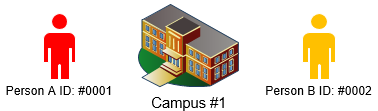 Person A ID: #0001
Campus #1
Person B ID: #0002